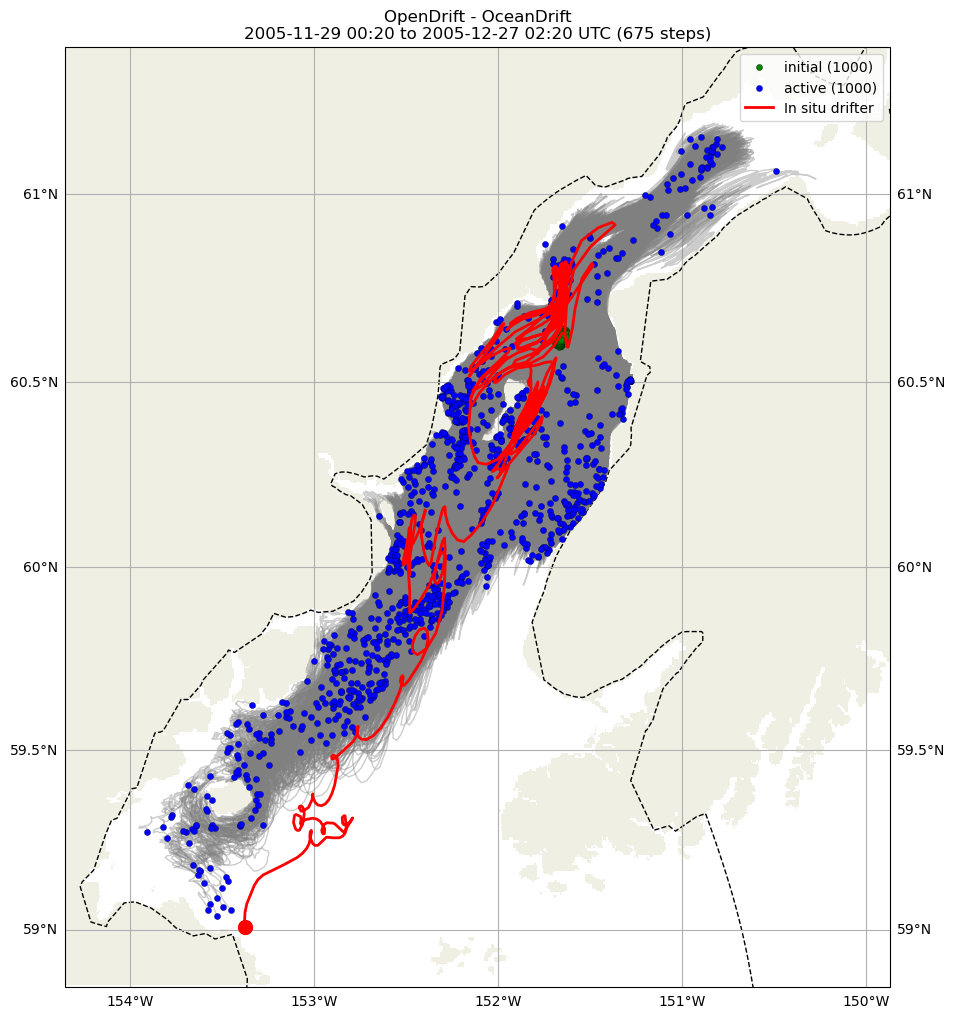 OpenDrift - OceanDrift
2005-11-29 00:20 to 2005-12-27 02:20 UTC (675 steps)
initial (1000)
active (1000)
In situ drifter
61°N
61°N
60.5°N
60.5°N
60°N
60°N
59.5°N
59.5°N
59°N
59°N
154°W
153°W
152°W
151°W
150°W